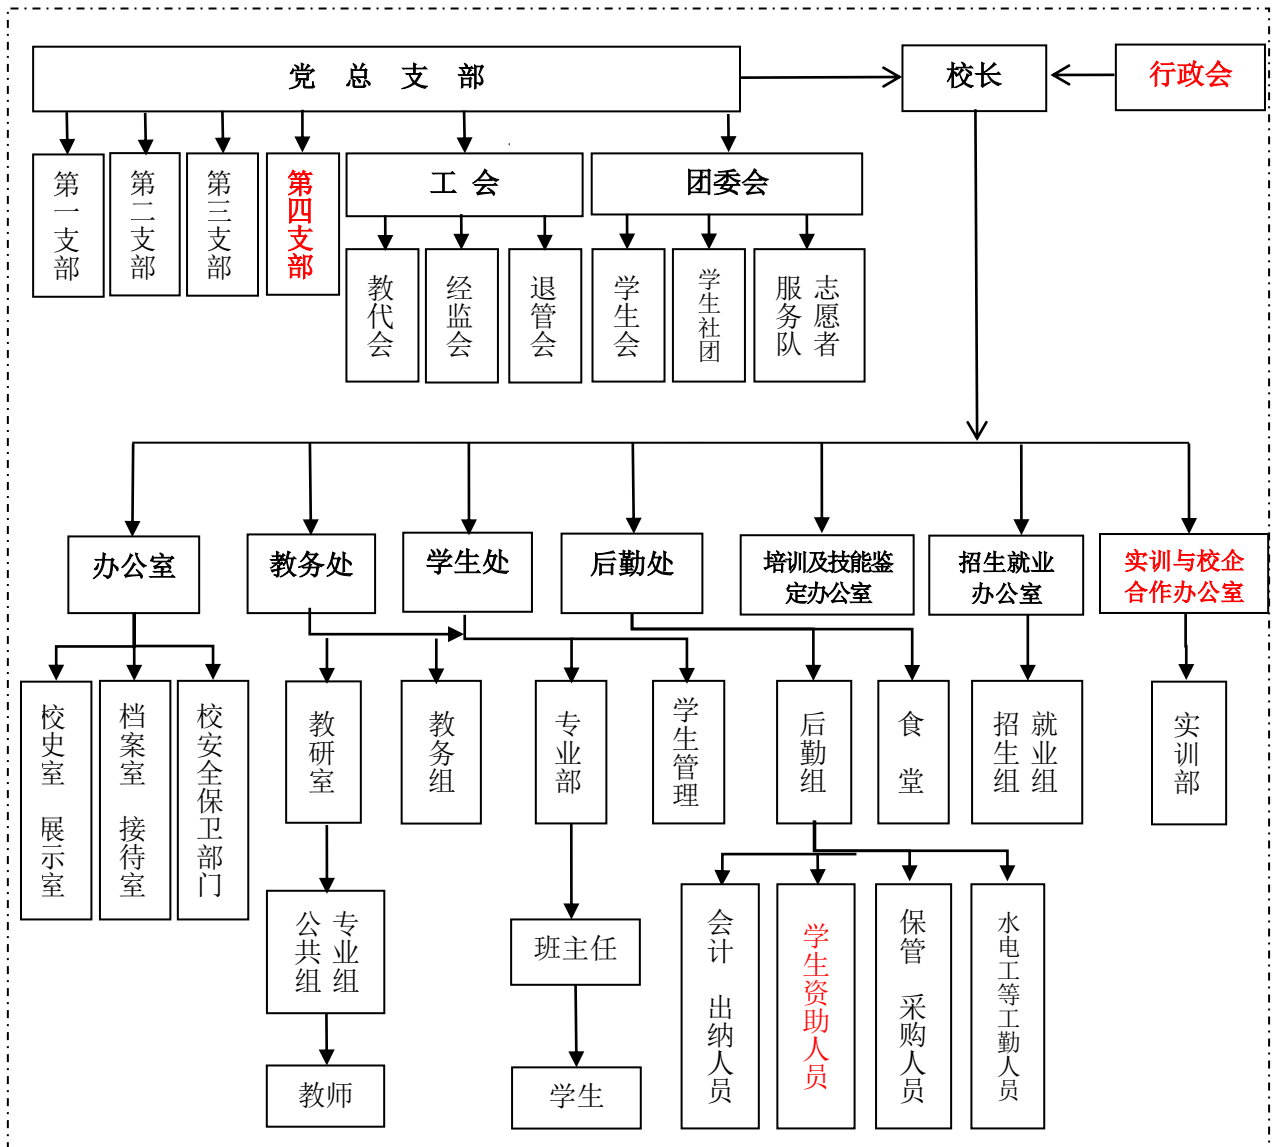 党 总 支 部
校长
行政会
第一支部
第二支部
第三支部
第四支部
工 会
团委会
教代会
经监会
退管会
学生会
学生社团
志愿者
服务队
办公室
教务处
学生处
后勤处
培训及技能鉴
定办公室
招生就业
办公室
实训与校企
合作办公室
校史室 展示室
档案室 接待室
校安全保卫部门
教研室
教务组
专业部
学生管理
后勤组
食 堂
就业组
招生组
实训部
专业组
公共组
班主任
会计 出纳人员
学生资助人员
保管 采购人员
水电工等工勤人员
教师
学生